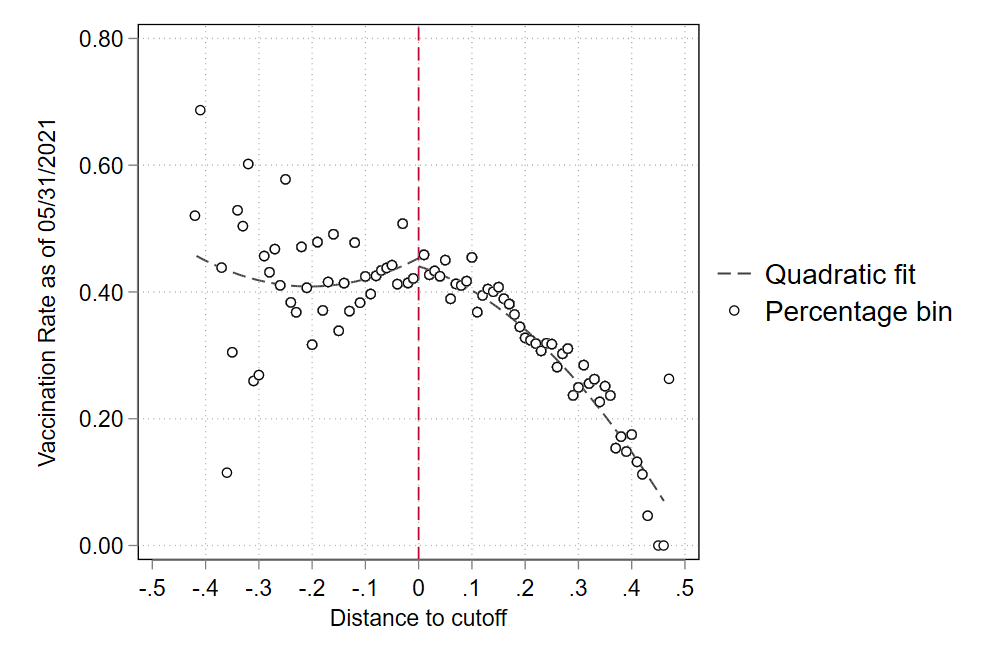 Vaccination Rate as of 05/31/2021
0.80
0.60
0.40
0.20
0.00
-.5 -.4 -.3 -.2 -.1 0 .1 .2 .3 .4 .5
Distance to cutoff
Quadratic fit
Percentage bin